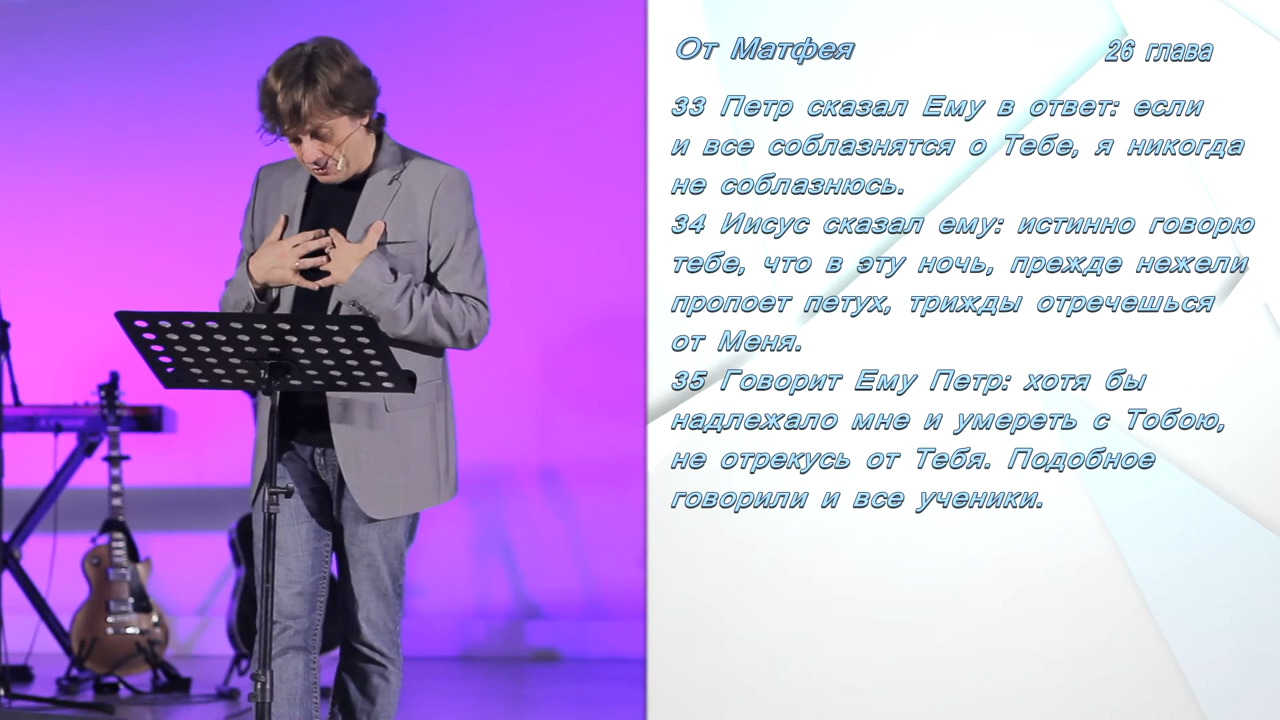 От Матфея 26 глава
33 Петр сказал Ему в ответ: если
и все соблазнятся о Тебе, я никогда
не соблазнюсь.
34 Иисус сказал ему: истинно говорю
тебе, что в эту ночь, прежде нежели
пропоет петух, трижды отречешься
от Меня.
35 Говорит Ему Петр: хотя бы
надлежало мне и умереть с Тобою,
не отрекусь от Тебя. Подобное
говорили и все ученики.